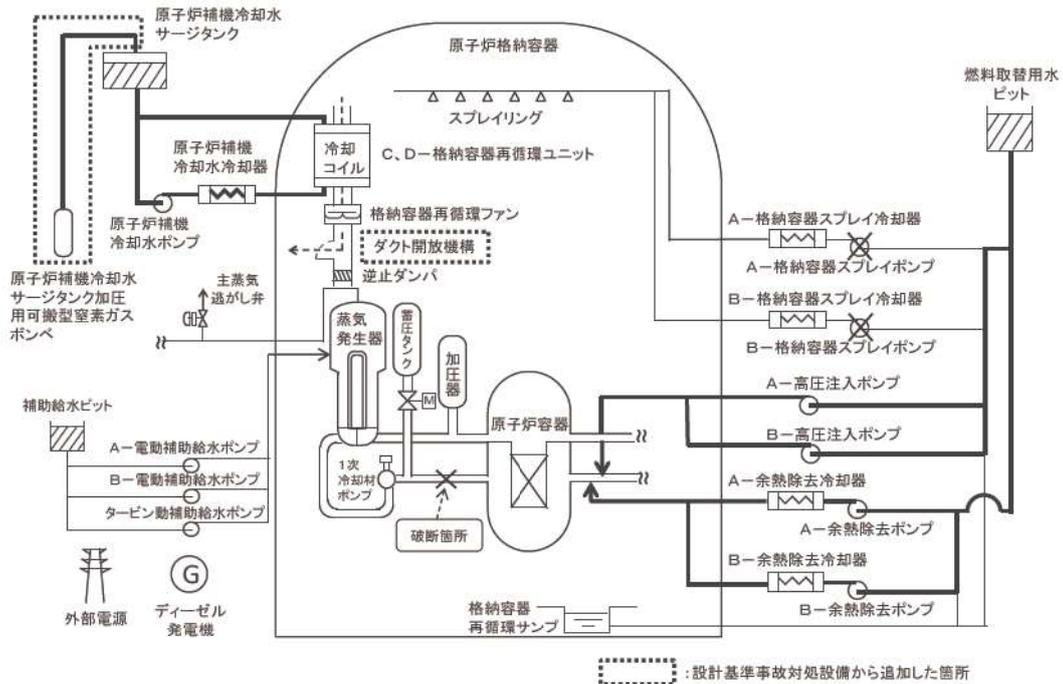 原子炉補機冷却水
サージタンク
原子炉格納容器
燃料取替用水
ピット
スプレイリング
冷却
コイル
C、D－格納容器再循環ユニット
原子炉補機
冷却水冷却器
原子炉補機
冷却水ポンプ
格納容器再循環ファン
ダクト開放機構
逆止ダンパ
A－格納容器スプレイ冷却器
A－格納容器スプレイポンプ
B－格納容器スプレイ冷却器
B－格納容器スプレイポンプ
原子炉補機冷却水
サージタンク加圧
用可搬型窒素ガス
ボンベ
主蒸気
逃がし弁
蒸気
発生器
蓄圧タンク
M
加圧器
原子炉容器
A－高圧注入ポンプ
B－高圧注入ポンプ
補助給水ピット
A－電動補助給水ポンプ
B－電動補助給水ポンプ
タービン動補助給水ポンプ
1次
冷却材
ポンプ
破断箇所
A－余熱除去冷却器
A－余熱除去ポンプ
B－余熱除去冷却器
B－余熱除去ポンプ
外部電源
G
ディーゼル
発電機
格納容器
再循環サンプ
：設計基準事故対処設備から追加した箇所